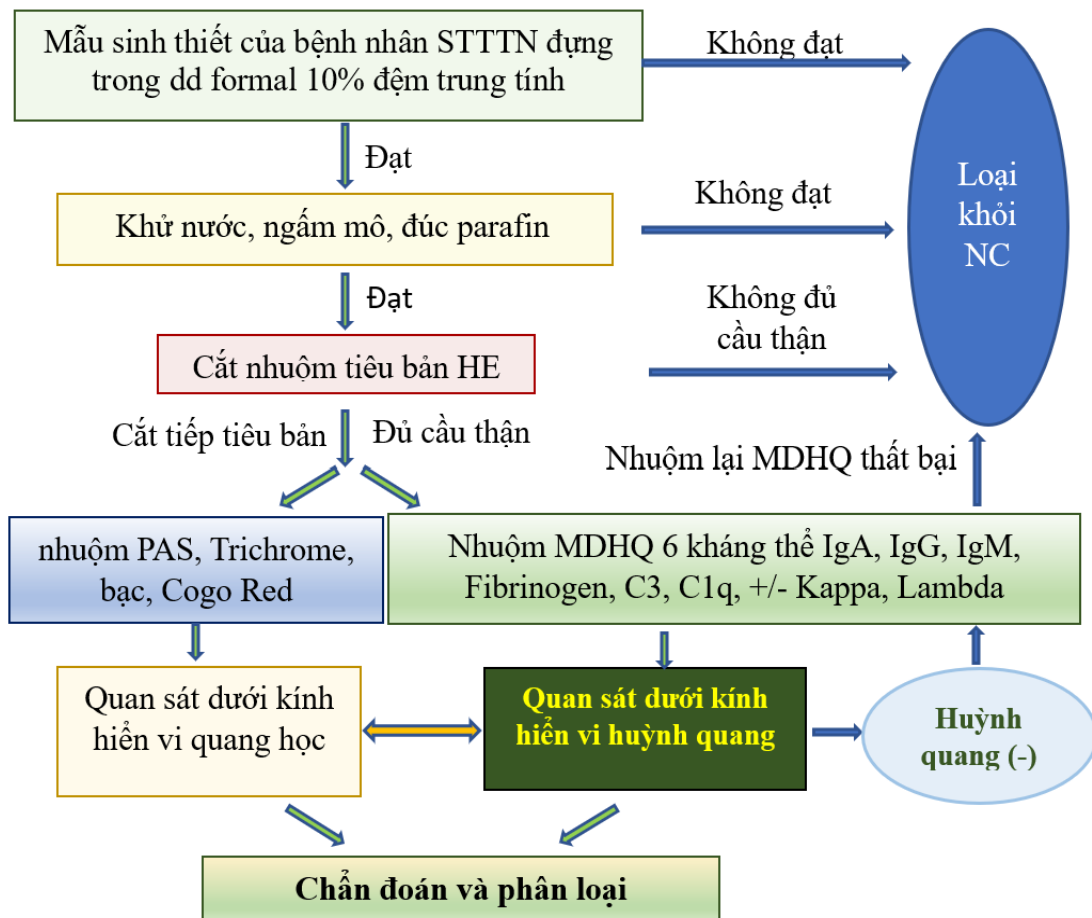 Mẫu sinh thiết của bệnh nhân STTTN đựng
trong dd formal 10% đệm trung tính
Không đạt
Đạt
Loại
khỏi
NC
Khử nước, ngấm mô, đúc parafin
Không đạt
Đạt
Không đủ
cầu thận
Cắt nhuộm tiêu bản HE
Cắt tiếp tiêu bản
Đủ cầu thận
Nhuộm lại MDHQ thất bại
nhuộm PAS, Trichrome,
bạc, Cogo Red
Nhuộm MDHQ 6 kháng thể IgA, IgG, IgM,
Fibrinogen, C3, C1q, +/- Kappa, Lambda
Quan sát dưới kính
hiển vi quang học
Quan sát dưới kính
hiển vi huỳnh quang
Huỳnh
quang (-)
Chẩn đoán và phân loại